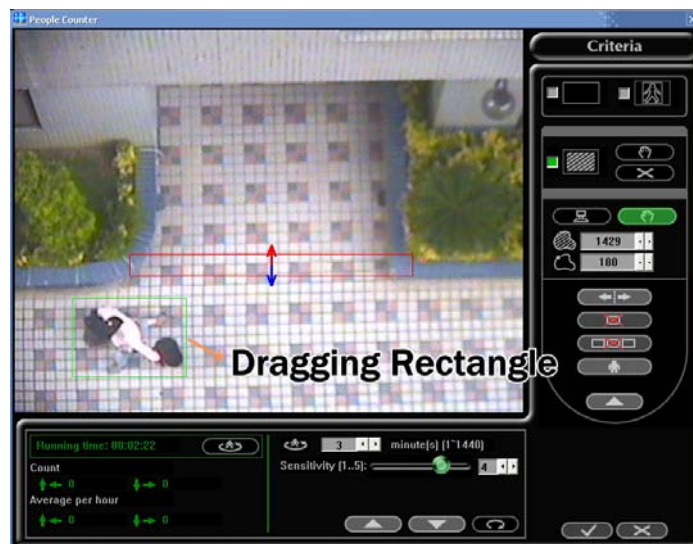 People Counter
Criteria
1429
180
Dragging Rectangle
Running time: 00:02:22
3 minute(s) (1~1440)
Count
Sensitivity (1..5): 4
0 0
Average per hour
0 0